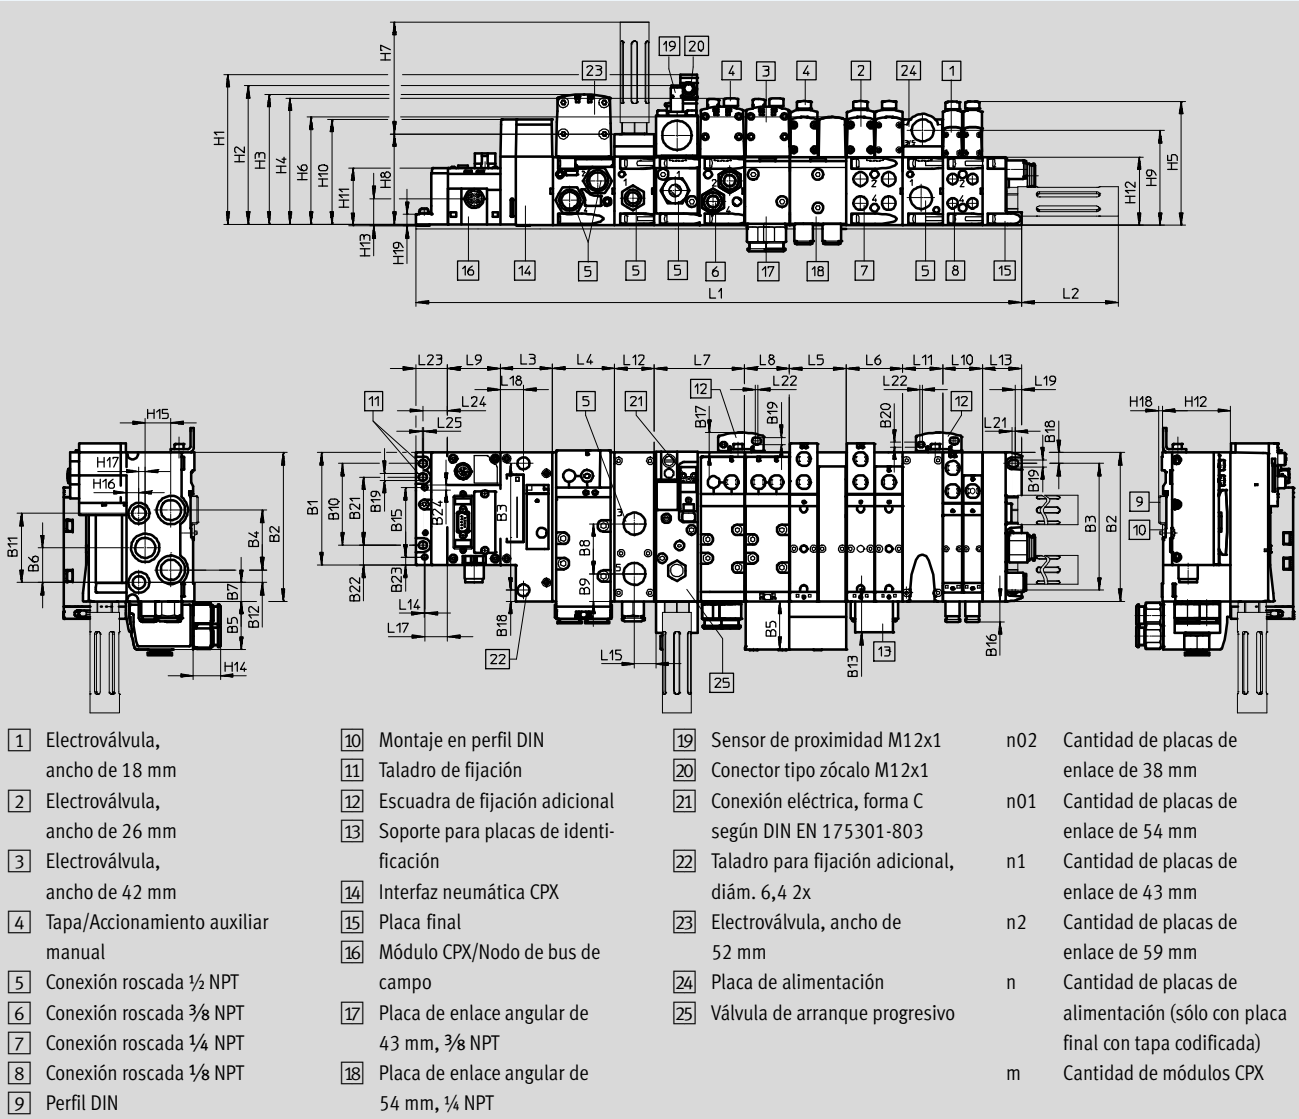 H7
19
20
23
4
3
4
2
24
1
H1
H2
H3
H4
H6
H10
H11
H8
H13
H19
H5
H9
H12
16
14
5
5
5
6
17
18
7
5
8
15
L1
L2
L23
L9
L3
L4
L12
L7
L8
L5
L6
L11
L10
L13
L18
L24
L25
L22
L22
L19
L21
11
5
21
12
12
B17
B19
B20
B18
B19
H15
H17
H16
B11
B6
B4
B2
B7
B12
B5
H14
B1
B10
B19
B21
B15
B24
B3
B22
B23
L14
L17
B18
22
B8
B9
L15
25
B5
B13
13
B16
B3
B2
H18
H12
9
10
1 Electroválvula,
ancho de 18 mm
2 Electroválvula,
ancho de 26 mm
3 Electroválvula,
ancho de 42 mm
4 Tapa/Accionamiento auxiliar
manual
5 Conexión roscada ½ NPT
6 Conexión roscada ⅜ NPT
7 Conexión roscada ¼ NPT
8 Conexión roscada ⅛ NPT
9 Perfil DIN
10 Montaje en perfil DIN
11 Taladro de fijación
12 Escuadra de fijación adicional
13 Soporte para placas de identi-
ficación
14 Interfaz neumática CPX
15 Placa final
16 Módulo CPX/Nodo de bus de
campo
17 Placa de enlace angular de
43 mm, ⅜ NPT
18 Placa de enlace angular de
54 mm, ¼ NPT
19 Sensor de proximidad M12x1
20 Conector tipo zócalo M12x1
21 Conexión eléctrica, forma C
según DIN EN 175301-803
22 Taladro para fijación adicional,
diám. 6,4 2x
23 Electroválvula, ancho de
52 mm
24 Placa de alimentación
25 Válvula de arranque progresivo
n02 Cantidad de placas de
enlace de 38 mm
n01 Cantidad de placas de
enlace de 54 mm
n1 Cantidad de placas de
enlace de 43 mm
n2 Cantidad de placas de
enlace de 59 mm
n Cantidad de placas de
alimentación (sólo con placa
final con tapa codificada)
m Cantidad de módulos CPX